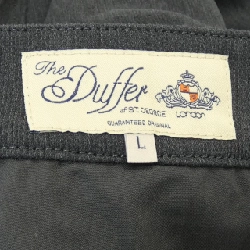 The
Duffer
OF ST. GEORGE London
GUARANTEED ORIGINAL
L